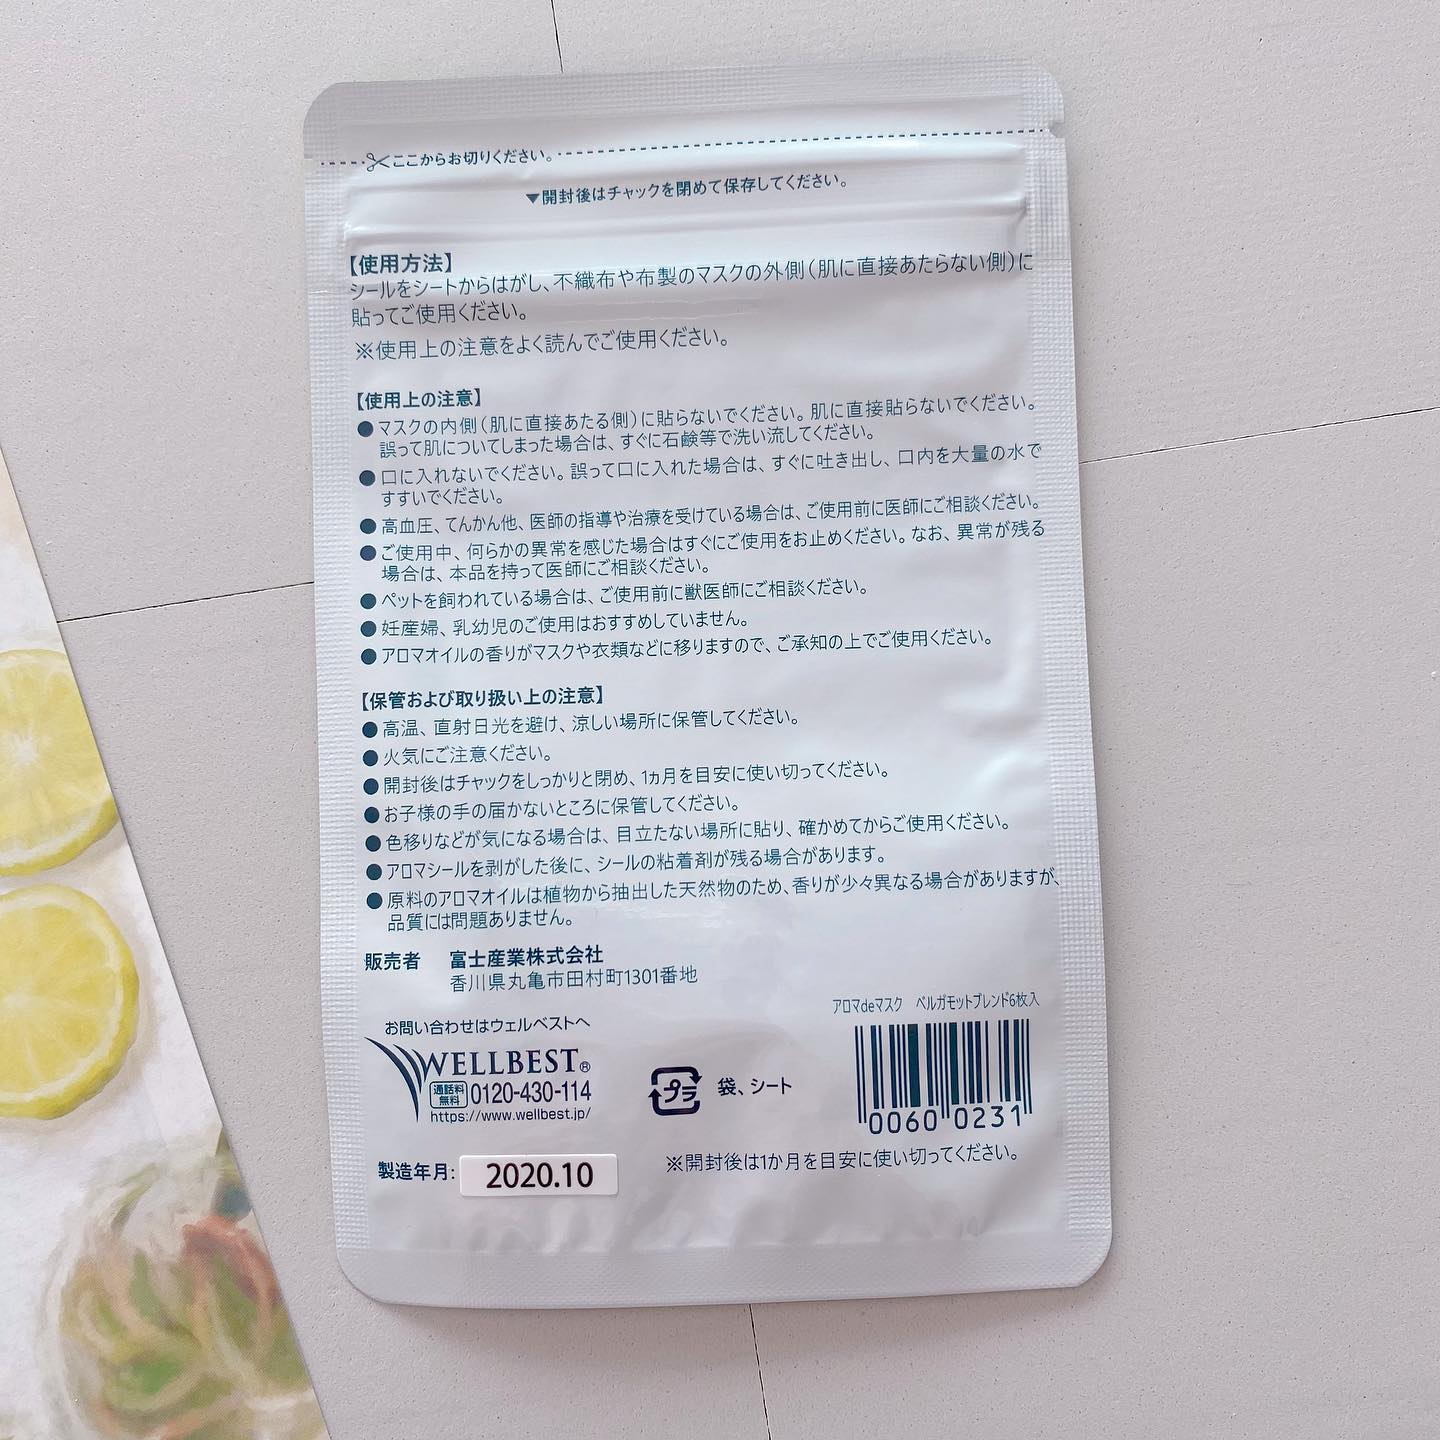 ここからお切りください。
▼開封後はチャックを閉めて保存してください。
【使用方法】
シールをシートからはがし、不織布や布製のマスクの外側(肌に直接あたらない側)に
貼ってご使用ください。
※使用上の注意をよく読んでご使用ください。
【使用上の注意】
●マスクの内側(肌に直接あたる側)に貼らないでください。肌に直接貼らないでください。
誤って肌についてしまった場合は、すぐに石鹸等で洗い流してください。
●口に入れないでください。誤って口に入れた場合は、すぐに吐き出し、口内を大量の水で
すすいでください。
●高血圧、てんかん他、医師の指導や治療を受けている場合は、ご使用前に医師にご相談ください。
●ご使用中、何らかの異常を感じた場合はすぐにご使用をお止めください。なお、異常が残る
場合は、本品を持って医師にご相談ください。
●ペットを飼われている場合は、ご使用前に獣医師にご相談ください。
●妊産婦、乳幼児のご使用はおすすめしていません。
●アロマオイルの香りがマスクや衣類などに移りますので、ご承知の上でご使用ください。
【保管および取り扱い上の注意】
●高温、直射日光を避け、涼しい場所に保管してください。
●火気にご注意ください。
●開封後はチャックをしっかりと閉め、1ヵ月を目安に使い切ってください。
●お子様の手の届かないところに保管してください。
●色移りなどが気になる場合は、目立たない場所に貼り、確かめてからご使用ください。
●アロマシールを剥がした後に、シールの粘着剤が残る場合があります。
●原料のアロマオイルは植物から抽出した天然物のため、香りが少々異なる場合がありますが、
品質には問題ありません。
販売者 富士産業株式会社
香川県丸亀市田村町1301番地
お問い合わせはウェルベストへ
WELLBEST®
通話料無料 0120-430-114
https://www.wellbest.jp/
プラ 袋、シート
アロマdeマスク ベルガモットブレンド6枚入
0060 0231
製造年月: 2020.10
※開封後は1か月を目安に使い切ってください。